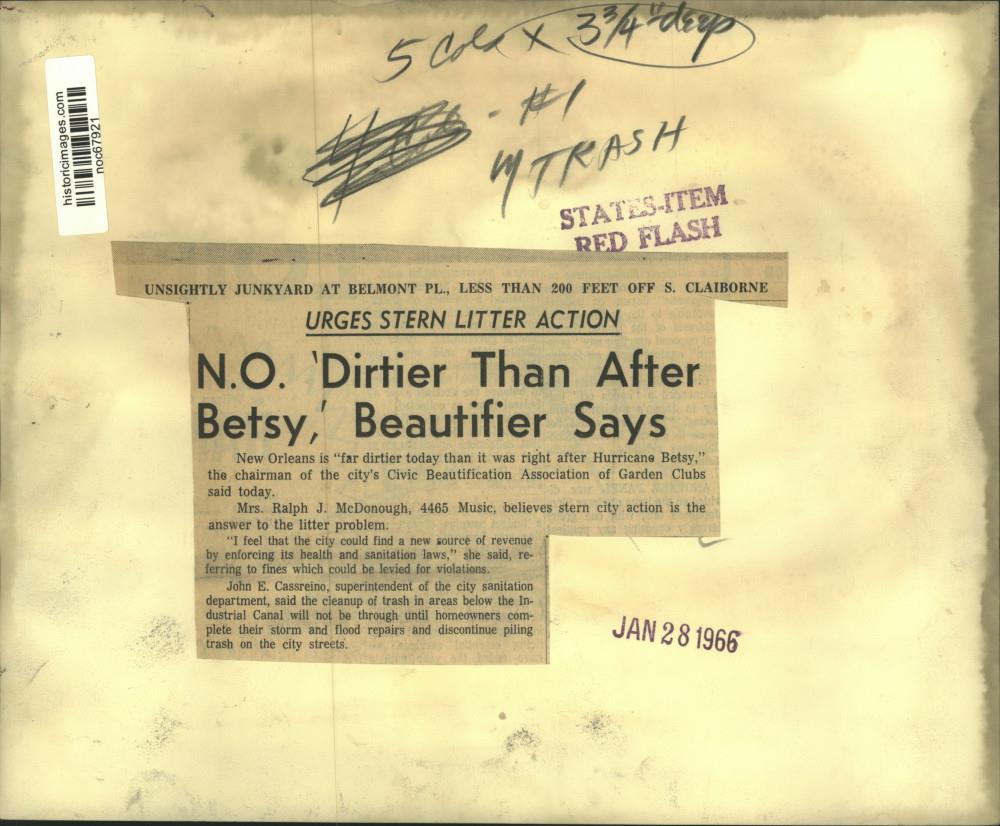 5 Cols x 3 3/4" deep
- #1
TRASH
historicimages.com
noc67921
STATES-ITEM
RED FLASH
UNSIGHTLY JUNKYARD AT BELMONT PL., LESS THAN 200 FEET OFF S. CLAIBORNE
URGES STERN LITTER ACTION
N.O. 'Dirtier Than After
Betsy,' Beautifier Says
New Orleans is "far dirtier today than it was right after Hurricane Betsy,"
the chairman of the city's Civic Beautification Association of Garden Clubs
said today.
Mrs. Ralph J. McDonough, 4465 Music, believes stern city action is the
answer to the litter problem.
"I feel that the city could find a new source of revenue
by enforcing its health and sanitation laws," she said, re-
ferring to fines which could be levied for violations.
John E. Cassreino, superintendent of the city sanitation
department, said the cleanup of trash in areas below the In-
dustrial Canal will not be through until homeowners com-
plete their storm and flood repairs and discontinue piling
trash on the city streets.
JAN 28 1966